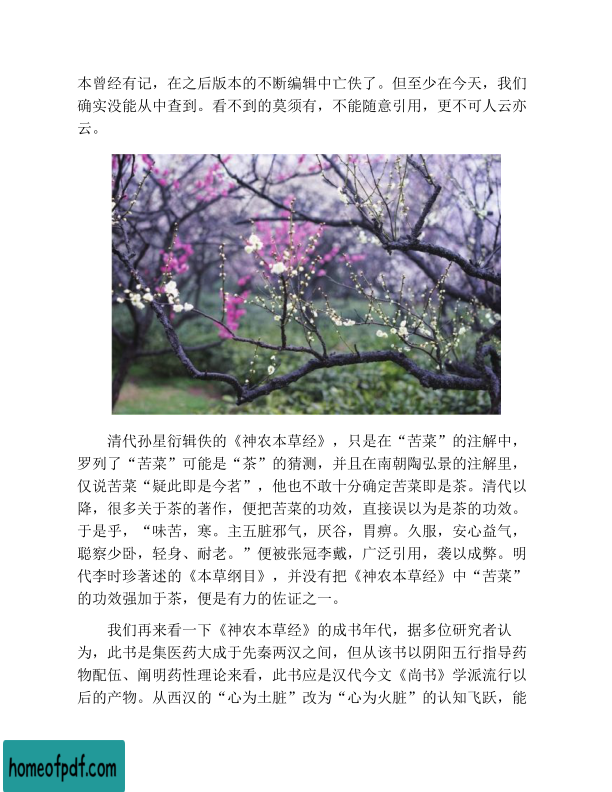 本曾经有记，在之后版本的不断编辑中亡佚了。但至少在今天，我们
确实没能从中查到。看不到的莫须有，不能随意引用，更不可人云亦
云。
清代孙星衍辑佚的《神农本草经》，只是在“苦菜”的注解中，
罗列了“苦菜”可能是“茶”的猜测，并且在南朝陶弘景的注解里，
仅说苦菜“疑此即是今茗”，他也不敢十分确定苦菜即是茶。清代以
降，很多关于茶的著作，便把苦菜的功效，直接误以为是茶的功效。
于是乎，“味苦，寒。主五脏邪气，厌谷，胃痹。久服，安心益气，
聪察少卧，轻身、耐老。”便被张冠李戴，广泛引用，袭以成弊。明
代李时珍著述的《本草纲目》，并没有把《神农本草经》中“苦菜”
的功效强加于茶，便是有力的佐证之一。
我们再来看一下《神农本草经》的成书年代，据多位研究者认
为，此书是集医药大成于先秦两汉之间，但从该书以阴阳五行指导药
物配伍、阐明药性理论来看，此书应是汉代今文《尚书》学派流行以
后的产物。从西汉的“心为土脏”改为“心为火脏”的认知飞跃，能
homeofpdf.com